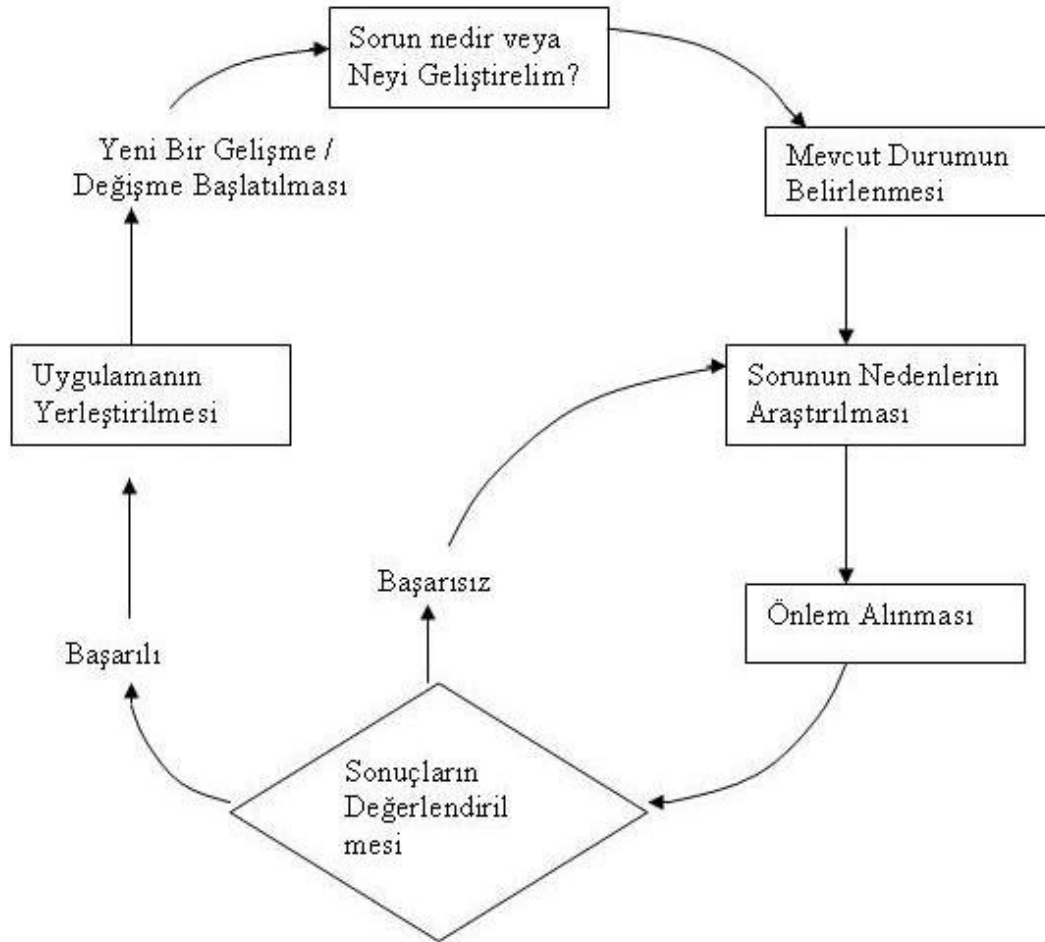 Sorun nedir veya
Neyi Geliştirelim?
Mevcut Durumun
Belirlenmesi
Sorunun Nedenlerin
Araştırılması
Önlem Alınması
Sonuçların
Değerlendiril
mesi
Başarısız
Başarılı
Uygulamanın
Yerleştirilmesi
Yeni Bir Gelişme /
Değişme Başlatılması